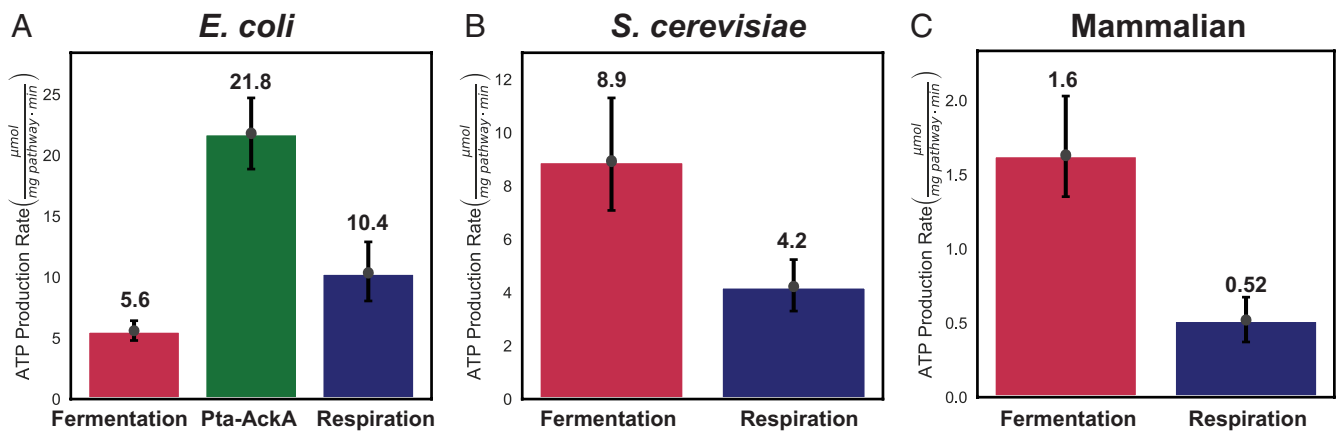 A
E. coli
ATP Production Rate ( μmol / mg pathway · min )
25
20
15
10
5
0
5.6
21.8
10.4
Fermentation
Pta-AckA
Respiration
B
S. cerevisiae
ATP Production Rate ( μmol / mg pathway · min )
12
10
8
6
4
2
0
8.9
4.2
Fermentation
Respiration
C
Mammalian
ATP Production Rate ( μmol / mg pathway · min )
2.0
1.5
1.0
0.5
0.0
1.6
0.52
Fermentation
Respiration